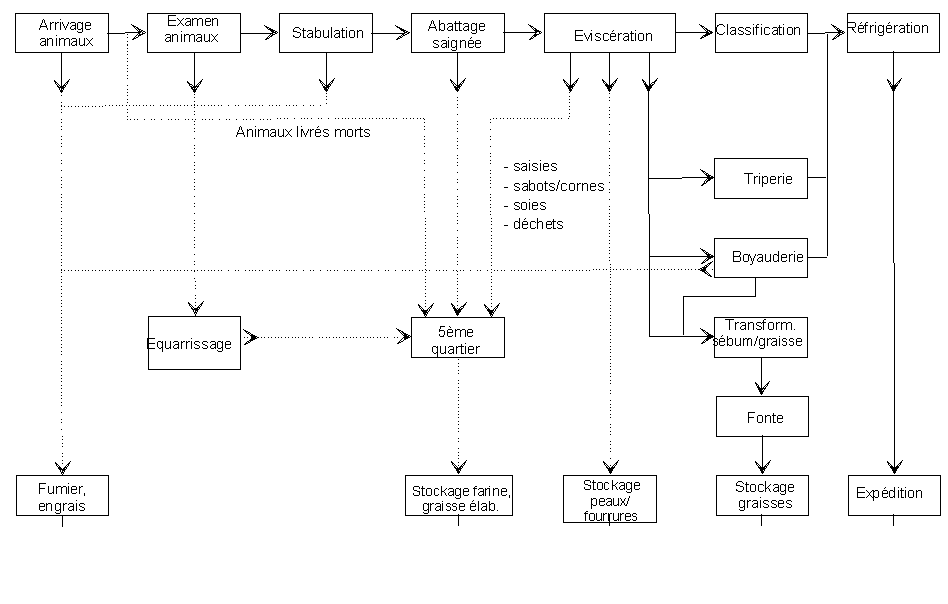 Arrivage
animaux
Examen
animaux
Stabulation
Abattage
saignée
Eviscération
Classification
Réfrigération
Animaux livrés morts
- saisies
- sabots/cornes
- soies
- déchets
Triperie
Boyauderie
Equarrissage
5ème
quartier
Transform.
sébum/graisse
Fonte
Fumier,
engrais
Stockage farine,
graisse élab.
Stockage
peaux/
fourrures
Stockage
graisses
Expédition